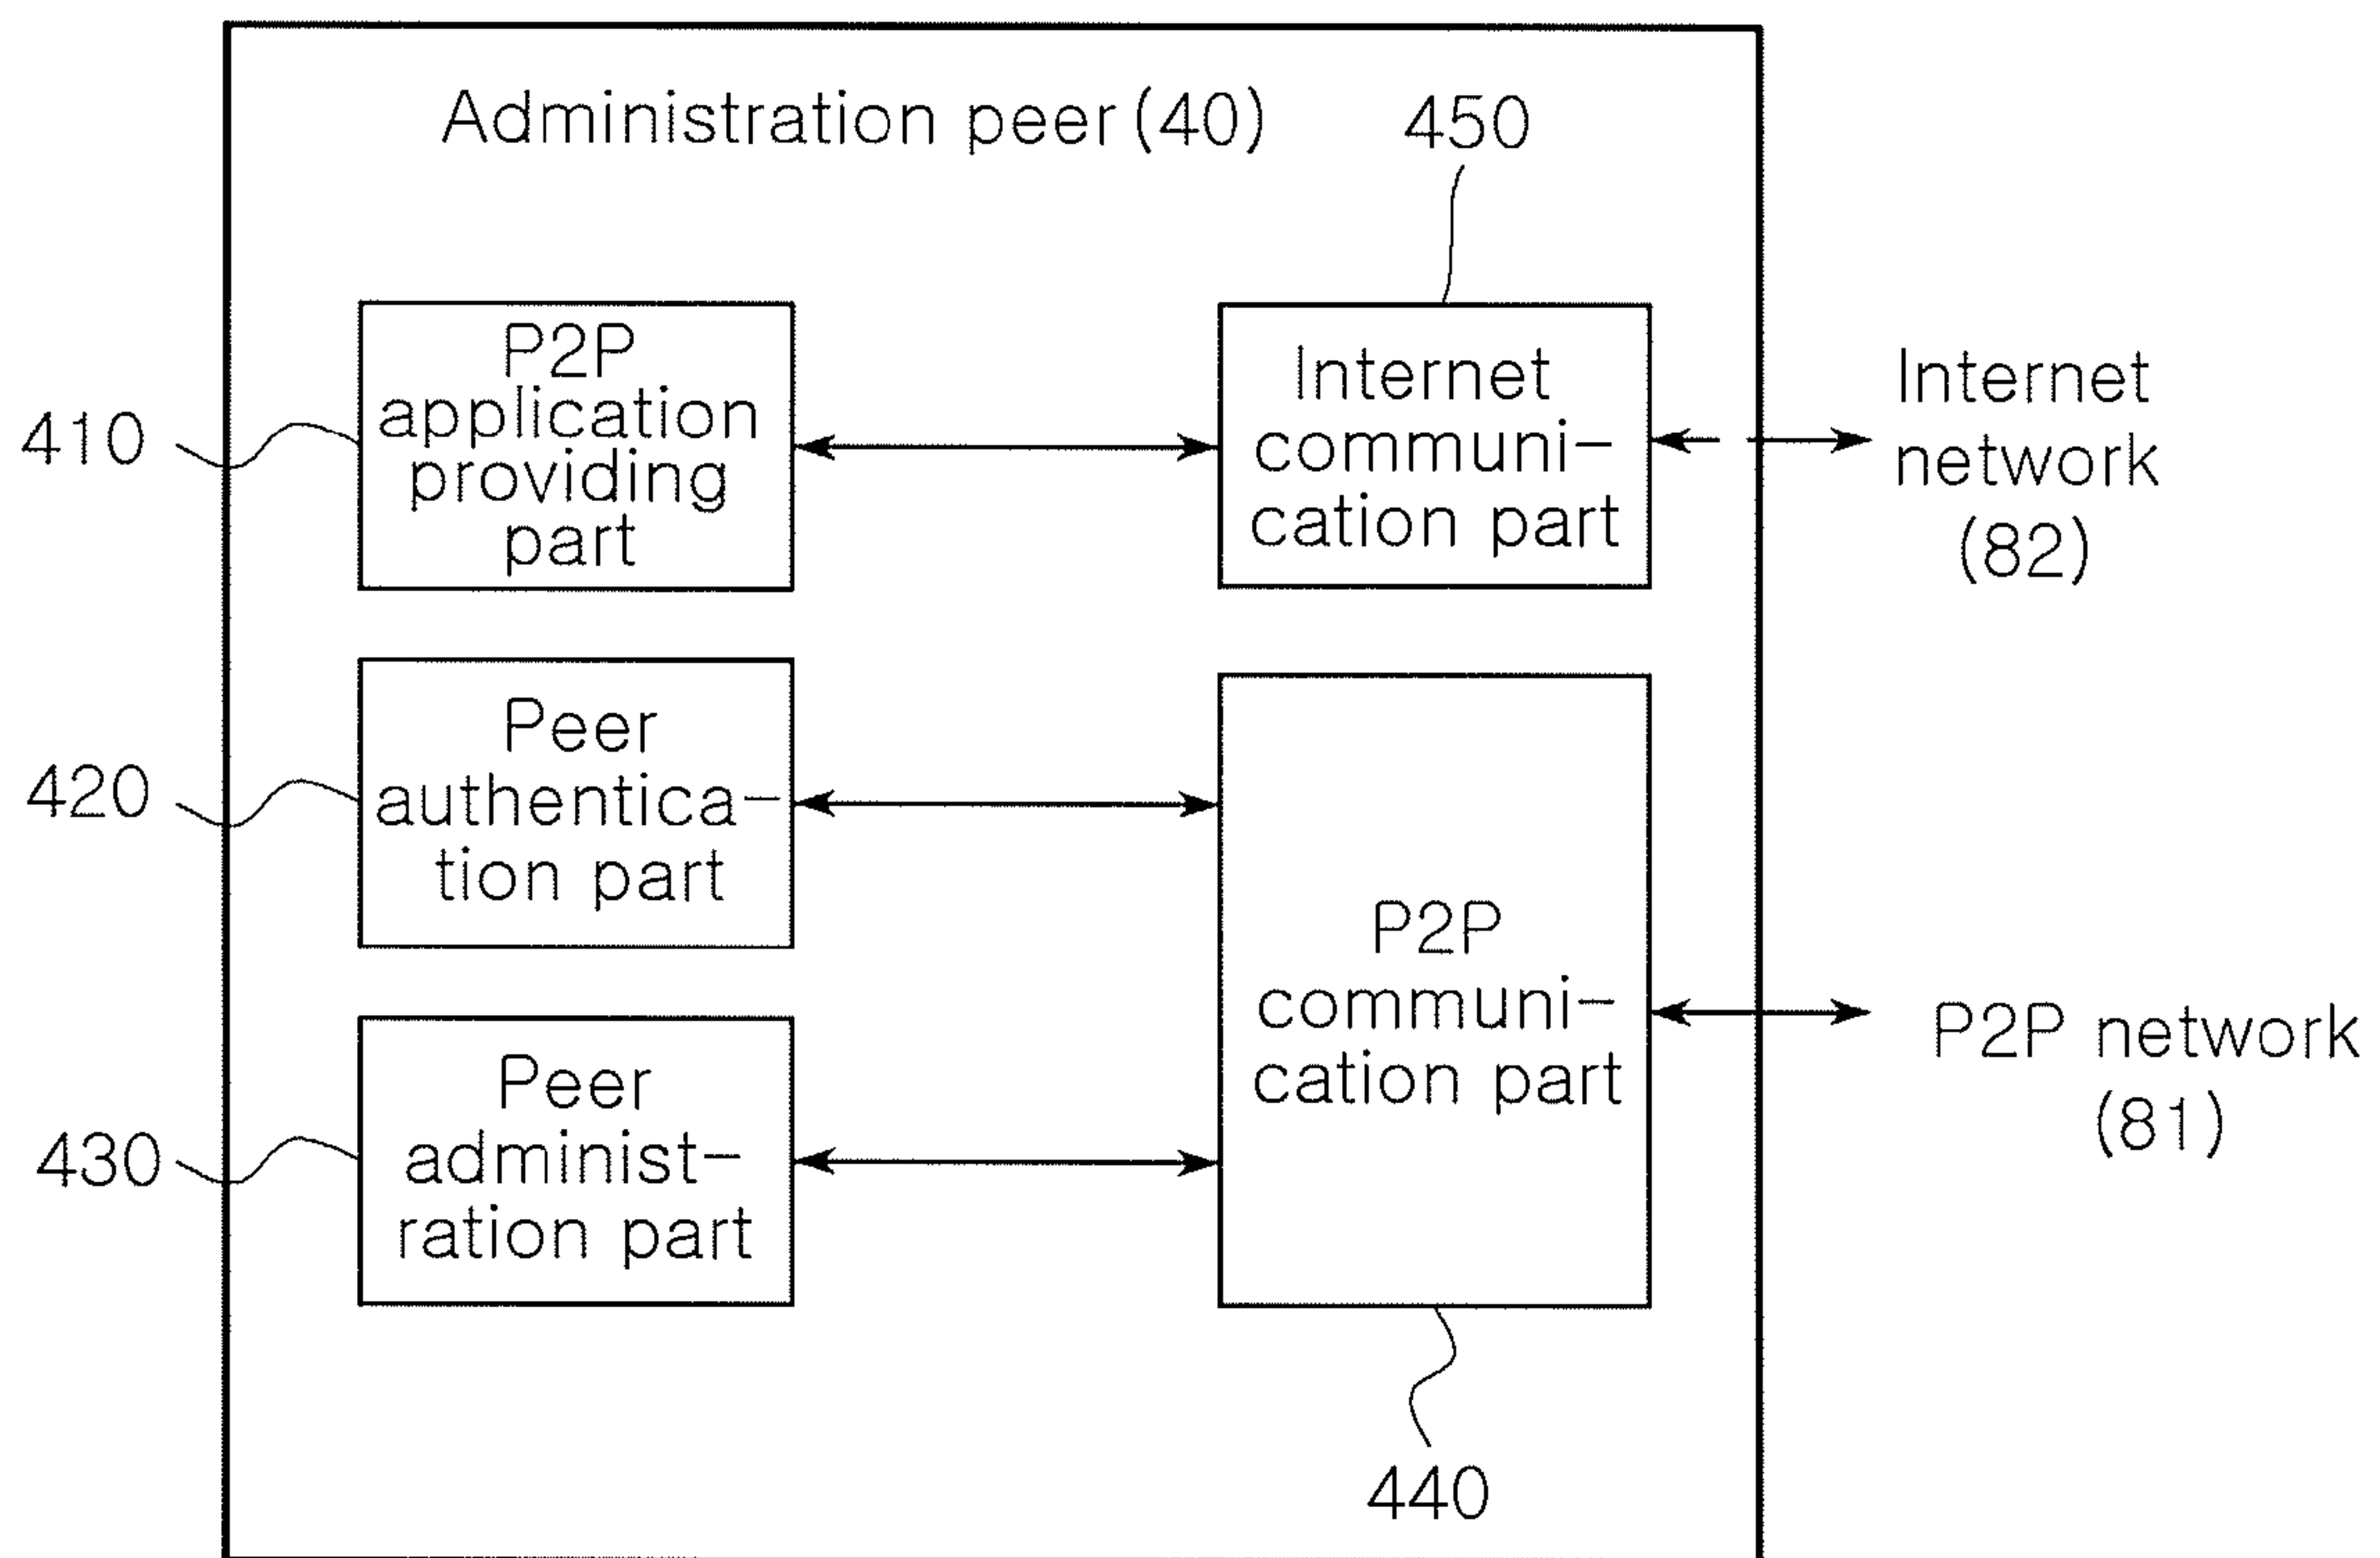 Administration peer (40)
450
P2P
application
providing
part
410
Internet
communi-
cation part
Internet
network
(82)
Peer
authentica-
tion part
420
P2P
communi-
cation part
P2P network
(81)
Peer
administ-
ration part
430
440